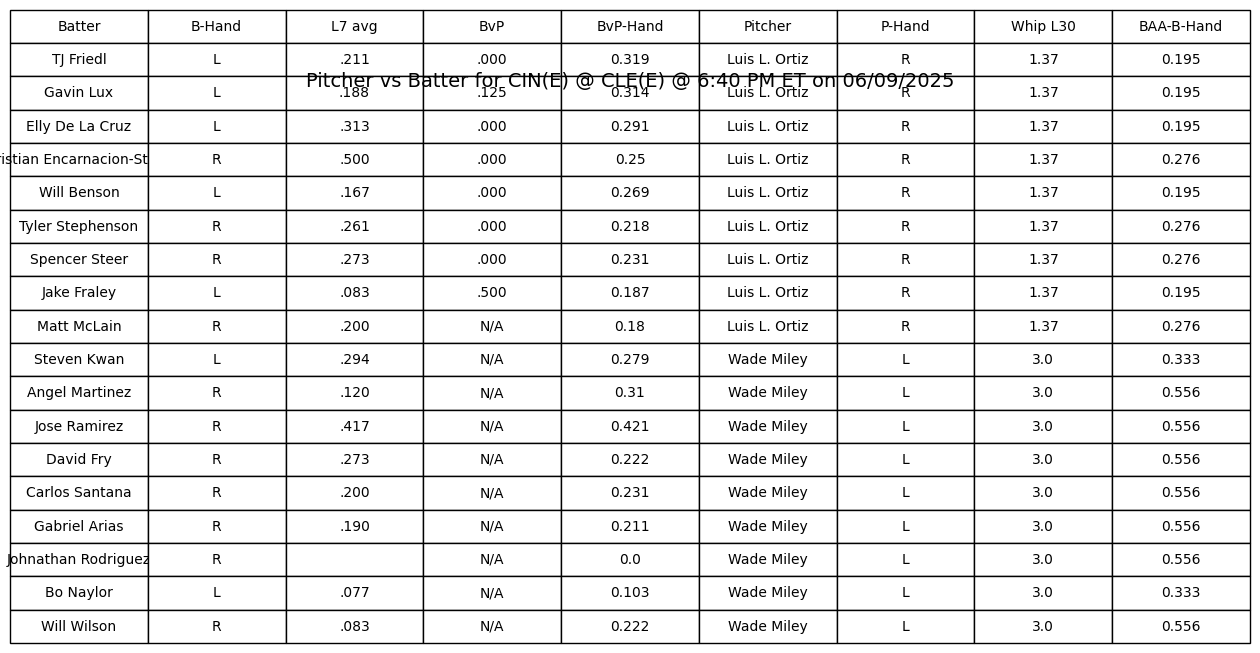 Batter B-Hand L7 avg BvP BvP-Hand Pitcher P-Hand Whip L30 BAA-B-Hand
TJ Friedl L .211 .000 0.319 Luis L. Ortiz R 1.37 0.195
Pitcher vs Batter for CIN(E) @ CLE(E) @ 6:40 PM ET on 06/09/2025
Gavin Lux L .188 .125 0.314 Luis L. Ortiz R 1.37 0.195
Elly De La Cruz L .313 .000 0.291 Luis L. Ortiz R 1.37 0.195
ristian Encarnacion-St R .500 .000 0.25 Luis L. Ortiz R 1.37 0.276
Will Benson L .167 .000 0.269 Luis L. Ortiz R 1.37 0.195
Tyler Stephenson R .261 .000 0.218 Luis L. Ortiz R 1.37 0.276
Spencer Steer R .273 .000 0.231 Luis L. Ortiz R 1.37 0.276
Jake Fraley L .083 .500 0.187 Luis L. Ortiz R 1.37 0.195
Matt McLain R .200 N/A 0.18 Luis L. Ortiz R 1.37 0.276
Steven Kwan L .294 N/A 0.279 Wade Miley L 3.0 0.333
Angel Martinez R .120 N/A 0.31 Wade Miley L 3.0 0.556
Jose Ramirez R .417 N/A 0.421 Wade Miley L 3.0 0.556
David Fry R .273 N/A 0.222 Wade Miley L 3.0 0.556
Carlos Santana R .200 N/A 0.231 Wade Miley L 3.0 0.556
Gabriel Arias R .190 N/A 0.211 Wade Miley L 3.0 0.556
Johnathan Rodriguez R N/A 0.0 Wade Miley L 3.0 0.556
Bo Naylor L .077 N/A 0.103 Wade Miley L 3.0 0.333
Will Wilson R .083 N/A 0.222 Wade Miley L 3.0 0.556